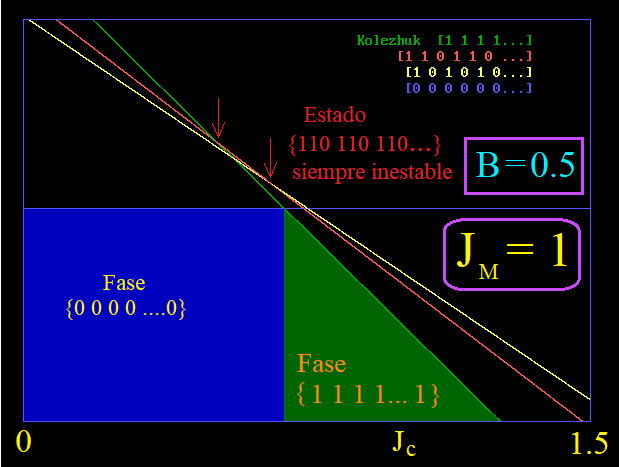 Kolezhuk [1 1 1 1...]
[1 1 0 1 1 0 ...]
[1 0 1 0 1 0...]
[0 0 0 0 0 0...]
Estado
{110 110 110...}
siempre inestable
B = 0.5
J_M = 1
Fase
{0 0 0 0 ....0}
Fase
{1 1 1 1... 1}
0
J_c
1.5